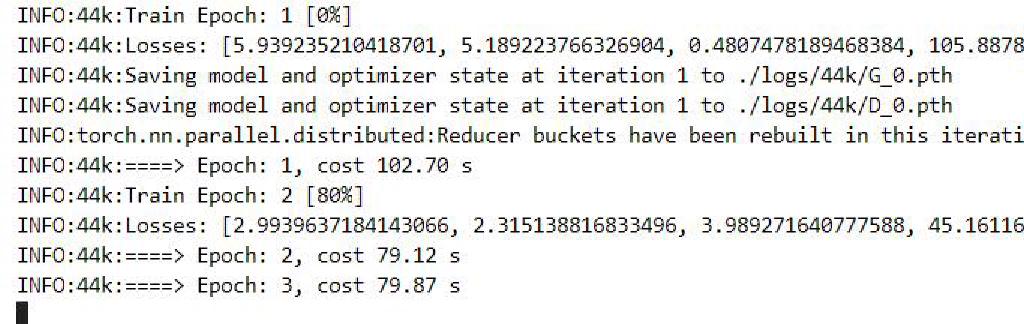 INFO:44k:Train Epoch: 1 [0%]
INFO:44k:Losses: [5.939235210418701, 5.189223766326904, 0.4807478189468384, 105.8878
INFO:44k:Saving model and optimizer state at iteration 1 to ./logs/44k/G_0.pth
INFO:44k:Saving model and optimizer state at iteration 1 to ./logs/44k/D_0.pth
INFO:torch.nn.parallel.distributed:Reducer buckets have been rebuilt in this iterati
INFO:44k:====> Epoch: 1, cost 102.70 s
INFO:44k:Train Epoch: 2 [80%]
INFO:44k:Losses: [2.9939637184143066, 2.315138816833496, 3.989271640777588, 45.16116
INFO:44k:====> Epoch: 2, cost 79.12 s
INFO:44k:====> Epoch: 3, cost 79.87 s